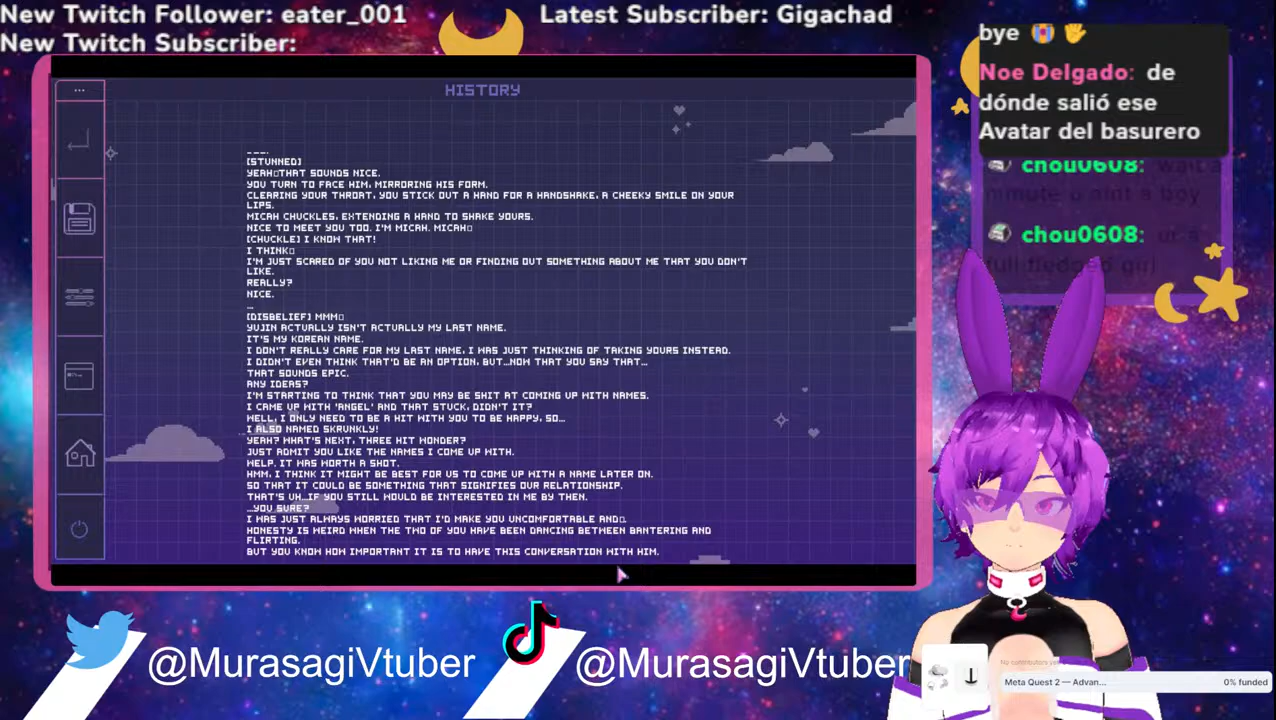 New Twitch Follower: eater_001
Latest Subscriber: Gigachad
New Twitch Subscriber:
bye
Noe Delgado: de
dónde salió ese
Avatar del basurero
chou0608: wait a
minute o aint a boy
chou0608: ur a
full fledged girl
HISTORY
[STUNNED]
YEAH▯THAT SOUNDS NICE.
YOU TURN TO FACE HIM, MIRRORING HIS FORM.
CLEARING YOUR THROAT, YOU STICK OUT A HAND FOR A HANDSHAKE, A CHEEKY SMILE ON YOUR
LIPS.
MICAH CHUCKLES, EXTENDING A HAND TO SHAKE YOURS.
NICE TO MEET YOU TOO. I'M MICAH. MICAH▯
[CHUCKLE] I KNOW THAT!
I THINK▯
I'M JUST SCARED OF YOU NOT LIKING ME OR FINDING OUT SOMETHING ABOUT ME THAT YOU DON'T
LIKE.
REALLY?
NICE.
…
[DISBELIEF] MMM▯
YUJIN ACTUALLY ISN'T ACTUALLY MY LAST NAME.
IT'S MY KOREAN NAME.
I DON'T REALLY CARE FOR MY LAST NAME, I WAS JUST THINKING OF TAKING YOURS INSTEAD.
I DIDN'T EVEN THINK THAT'D BE AN OPTION, BUT...NOW THAT YOU SAY THAT...
THAT SOUNDS EPIC.
ANY IDEAS?
I'M STARTING TO THINK THAT YOU MAY BE SHIT AT COMING UP WITH NAMES.
I CAME UP WITH 'ANGEL' AND THAT STUCK, DIDN'T IT?
WELL, I ONLY NEED TO BE A HIT WITH YOU TO BE HAPPY, SO...
I ALSO NAMED SKRUNKLY!
YEAH? WHAT'S NEXT, THREE HIT WONDER?
JUST ADMIT YOU LIKE THE NAMES I COME UP WITH.
WELP. IT WAS WORTH A SHOT.
HMM, I THINK IT MIGHT BE BEST FOR US TO COME UP WITH A NAME LATER ON.
SO THAT IT COULD BE SOMETHING THAT SIGNIFIES OUR RELATIONSHIP.
THAT'S UH...IF YOU STILL WOULD BE INTERESTED IN ME BY THEN.
...YOU SURE?
I WAS JUST ALWAYS WORRIED THAT I'D MAKE YOU UNCOMFORTABLE AND▯.
HONESTY IS WEIRD WHEN THE TWO OF YOU HAVE BEEN DANCING BETWEEN BANTERING AND
FLIRTING.
BUT YOU KNOW HOW IMPORTANT IT IS TO HAVE THIS CONVERSATION WITH HIM.
@MurasagiVtuber
@MurasagiVtuber
Meta Quest 2 — Advan...
0% funded